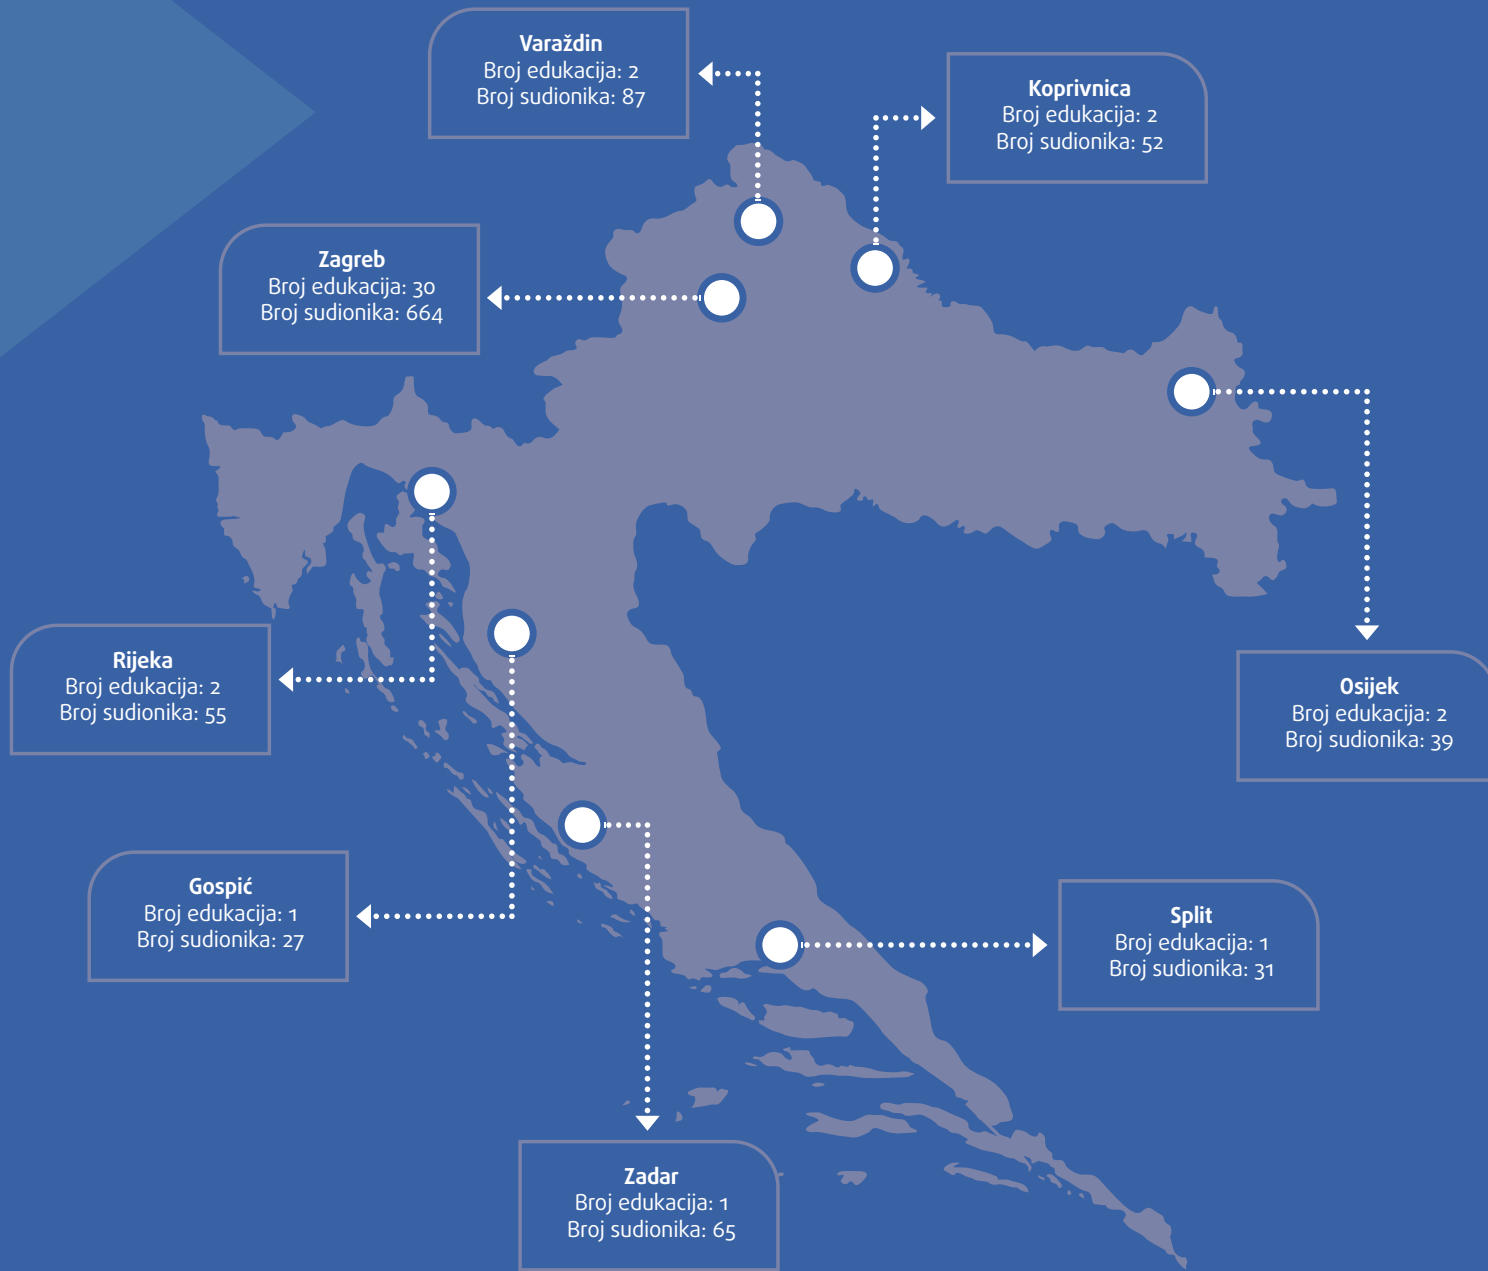 Varaždin
Broj edukacija: 2
Broj sudionika: 87
Koprivnica
Broj edukacija: 2
Broj sudionika: 52
Zagreb
Broj edukacija: 30
Broj sudionika: 664
Rijeka
Broj edukacija: 2
Broj sudionika: 55
Osijek
Broj edukacija: 2
Broj sudionika: 39
Gospić
Broj edukacija: 1
Broj sudionika: 27
Split
Broj edukacija: 1
Broj sudionika: 31
Zadar
Broj edukacija: 1
Broj sudionika: 65